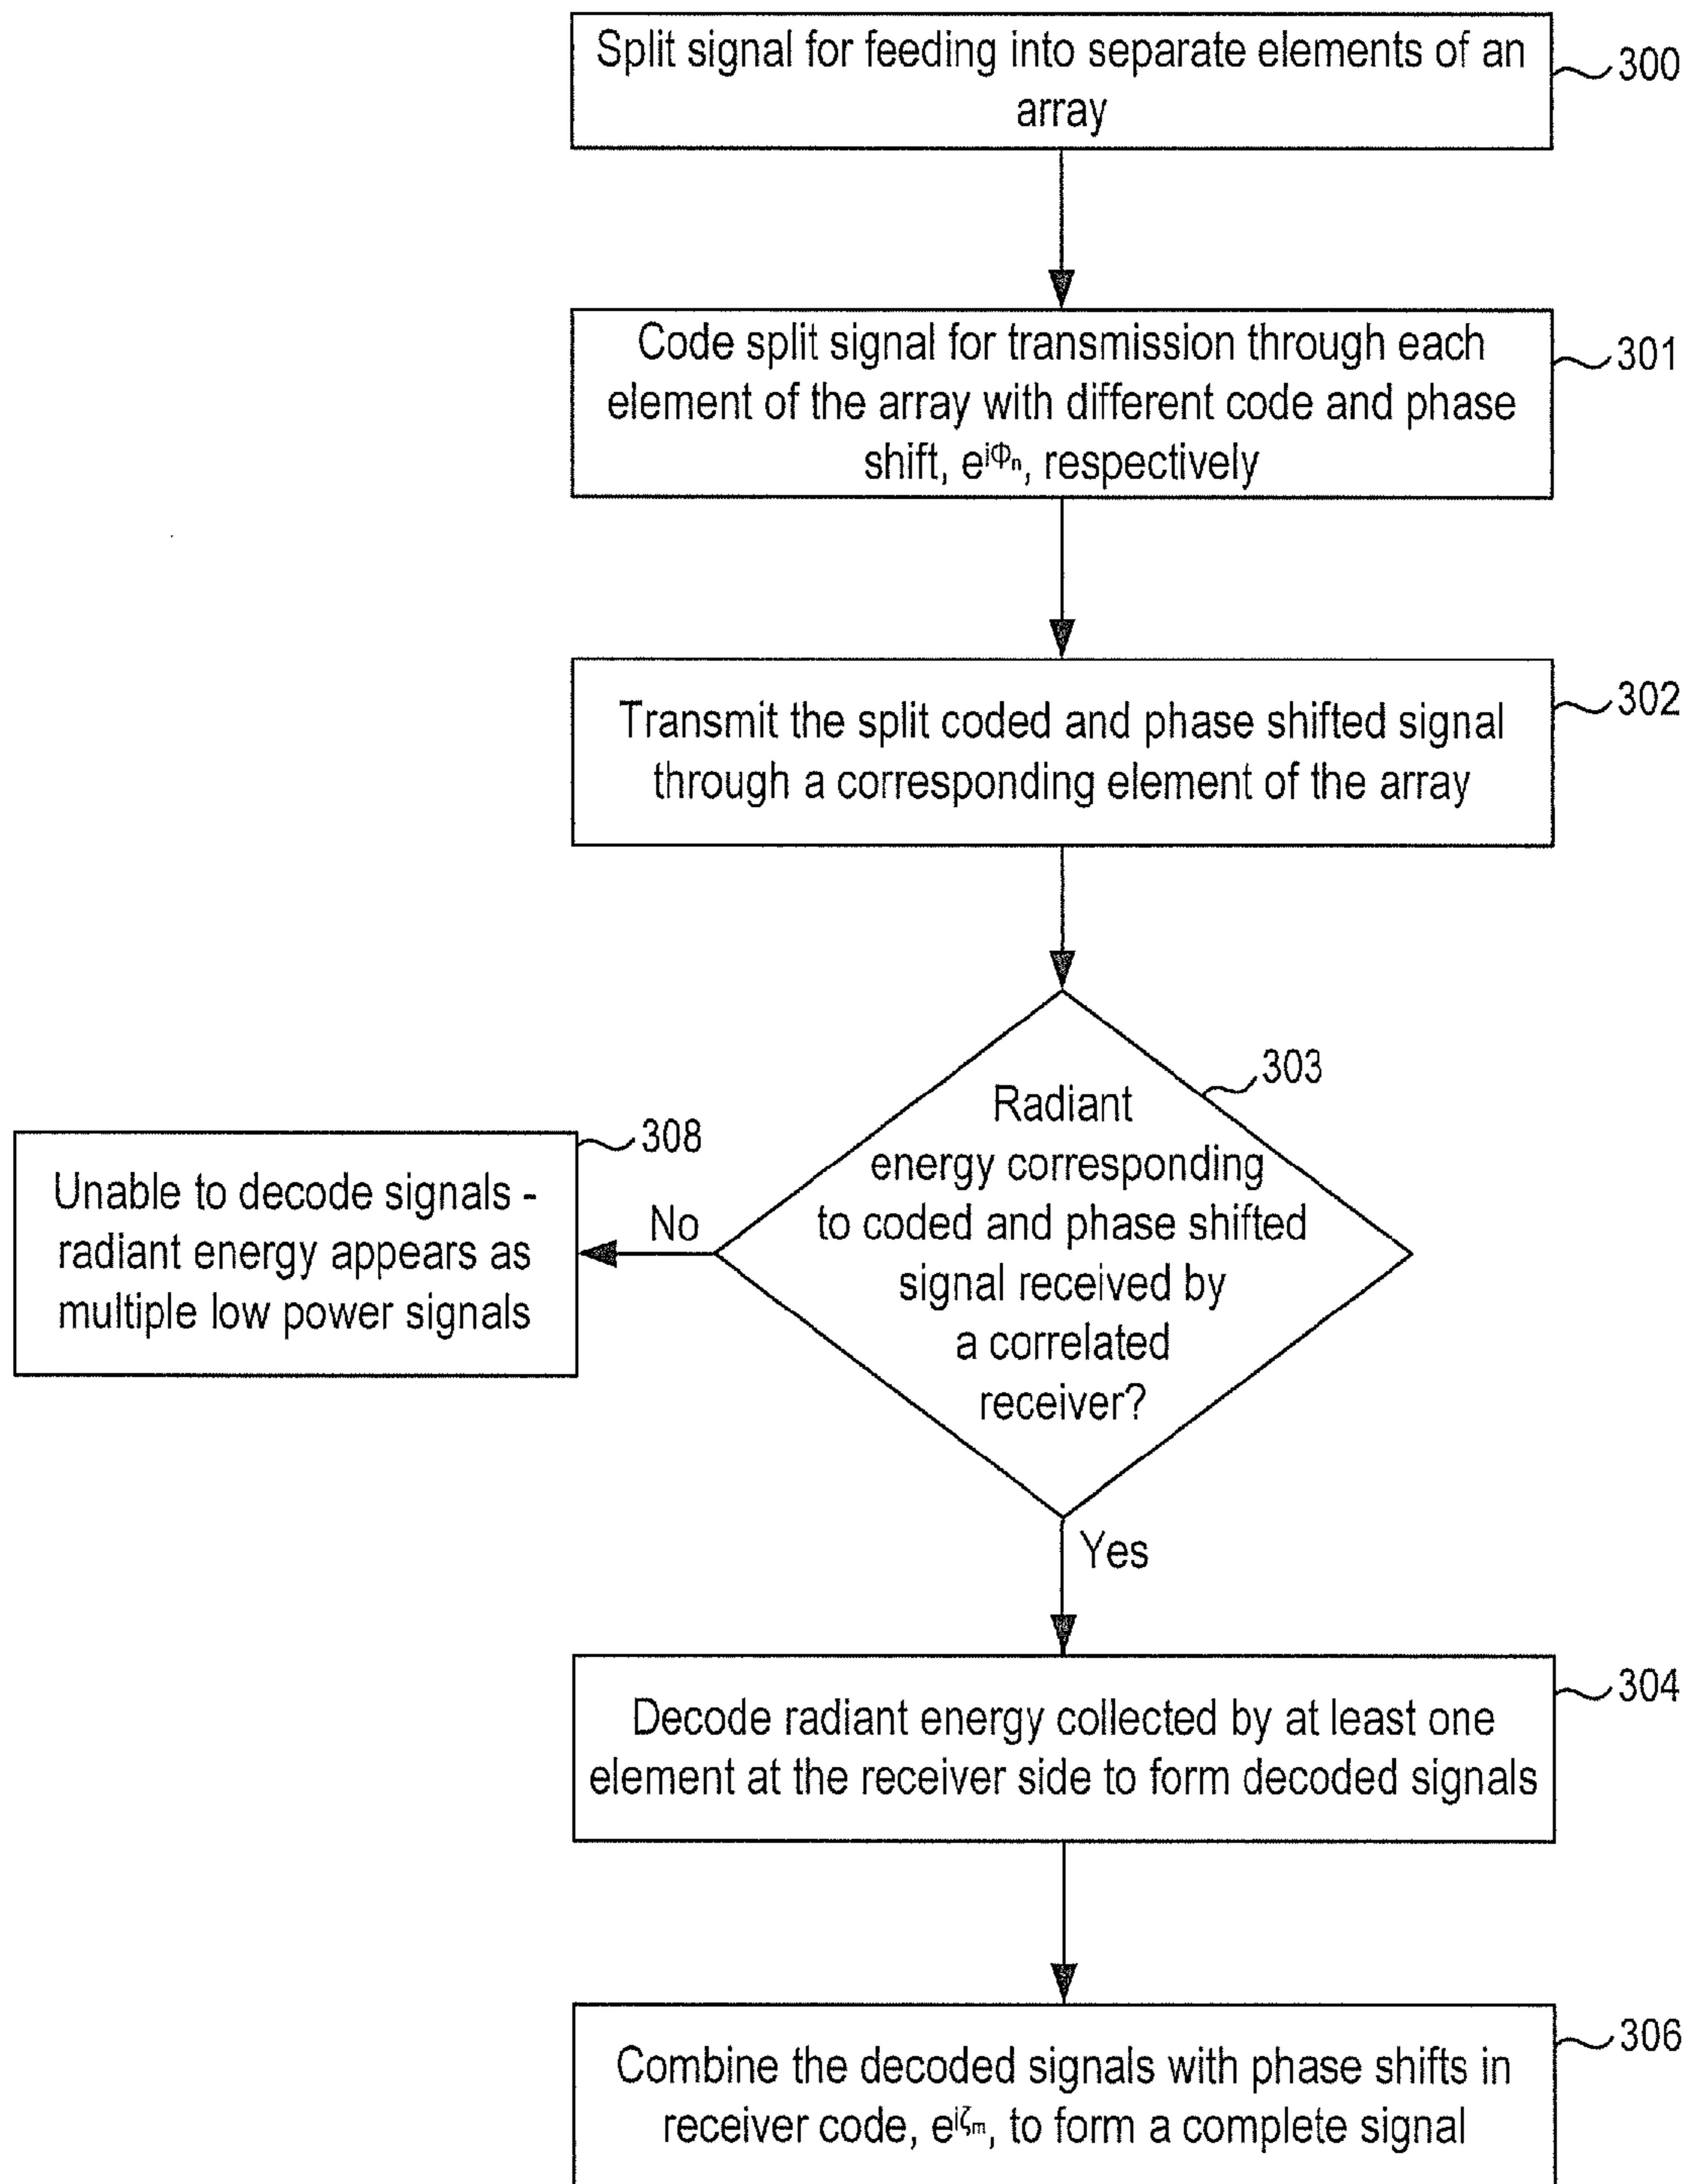 Split signal for feeding into separate elements of an
array
300
Code split signal for transmission through each
element of the array with different code and phase
shift, e^{iΦ_n}, respectively
301
Transmit the split coded and phase shifted signal
through a corresponding element of the array
302
303
Radiant
energy corresponding
to coded and phase shifted
signal received by
a correlated
receiver?
No
308
Unable to decode signals -
radiant energy appears as
multiple low power signals
Yes
Decode radiant energy collected by at least one
element at the receiver side to form decoded signals
304
Combine the decoded signals with phase shifts in
receiver code, e^{iζ_m}, to form a complete signal
306